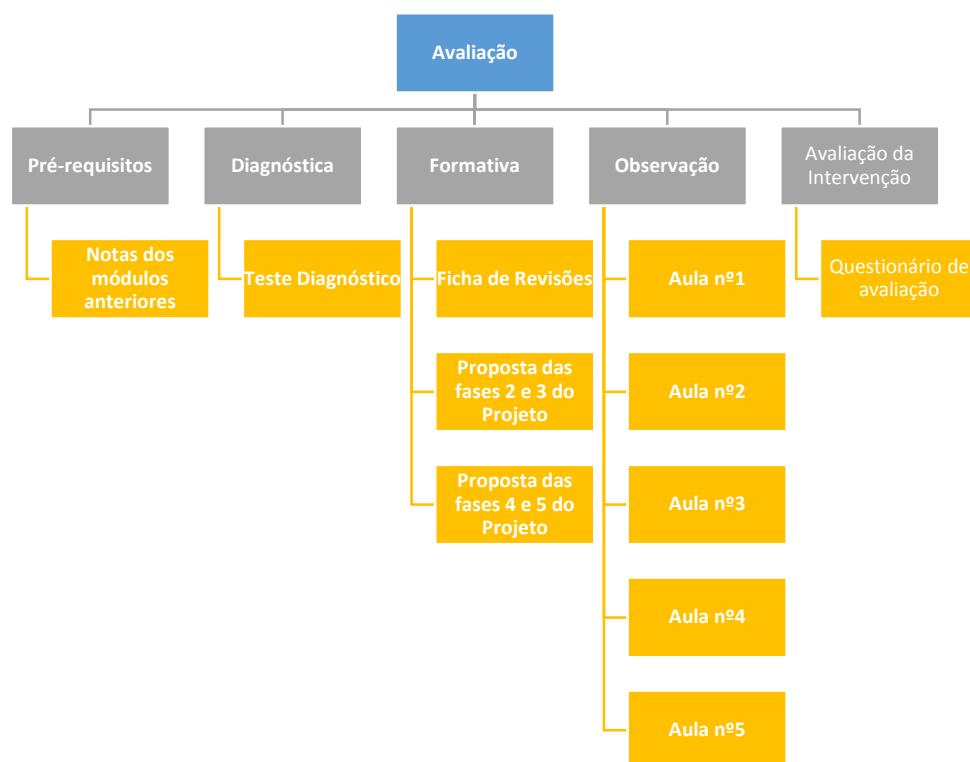 Avaliação
Pré-requisitos
Diagnóstica
Formativa
Observação
Avaliação da
Intervenção
Notas dos
módulos
anteriores
Teste Diagnóstico
Ficha de Revisões
Aula nº1
Questionário de
avaliação
Proposta das
fases 2 e 3 do
Projeto
Aula nº2
Proposta das
fases 4 e 5 do
Projeto
Aula nº3
Aula nº4
Aula nº5